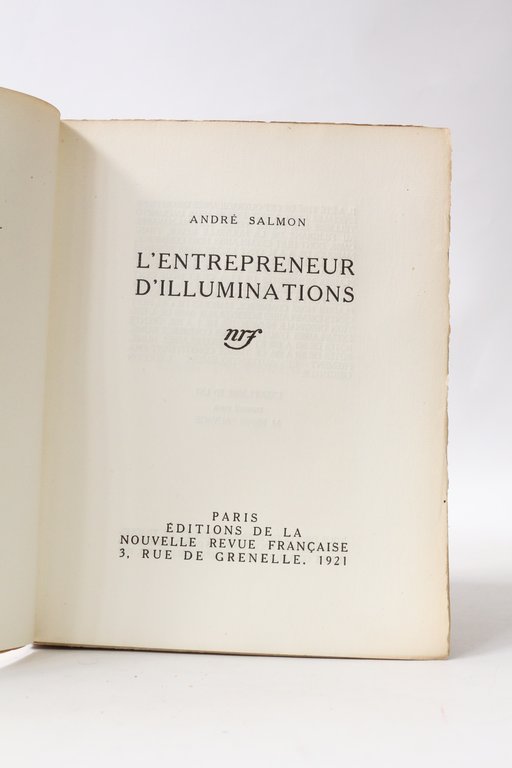 ANDRÉ SALMON
L'ENTREPRENEUR
D'ILLUMINATIONS
nrf
PARIS
ÉDITIONS DE LA
NOUVELLE REVUE FRANÇAISE
3, RUE DE GRENELLE. 1921